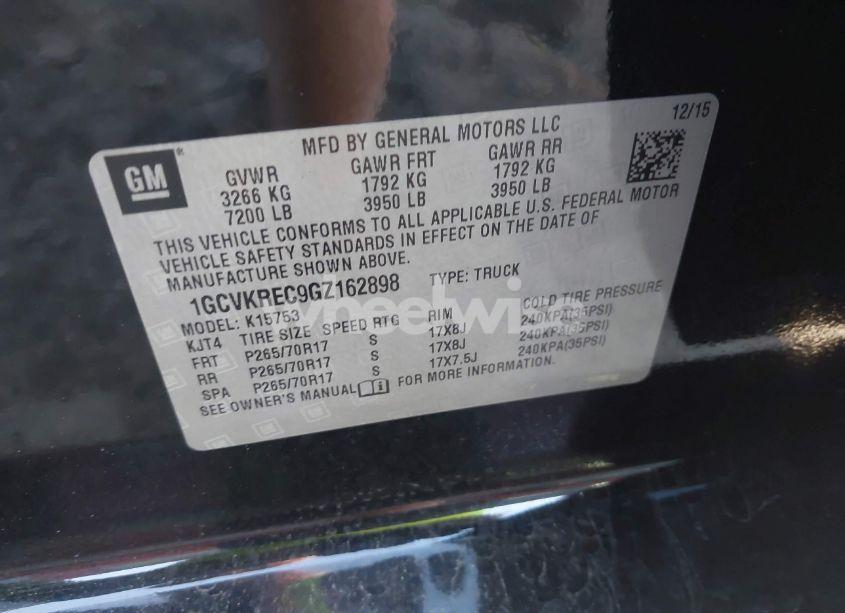 12/15
MFD BY GENERAL MOTORS LLC
GM®
GVWR GAWR FRT GAWR RR
3266 KG 1792 KG 1792 KG
7200 LB 3950 LB 3950 LB
THIS VEHICLE CONFORMS TO ALL APPLICABLE U.S. FEDERAL MOTOR
VEHICLE SAFETY STANDARDS IN EFFECT ON THE DATE OF
MANUFACTURE SHOWN ABOVE.
1GCVKREC9GZ162898 TYPE: TRUCK
MODEL: K15753
KJT4 TIRE SIZE SPEED RTG RIM COLD TIRE PRESSURE
FRT P265/70R17 S 17X8J 240KPA(35PSI)
RR P265/70R17 S 17X8J 240KPA(35PSI)
SPA P265/70R17 S 17X7.5J 240KPA(35PSI)
SEE OWNER'S MANUAL FOR MORE INFORMATION.